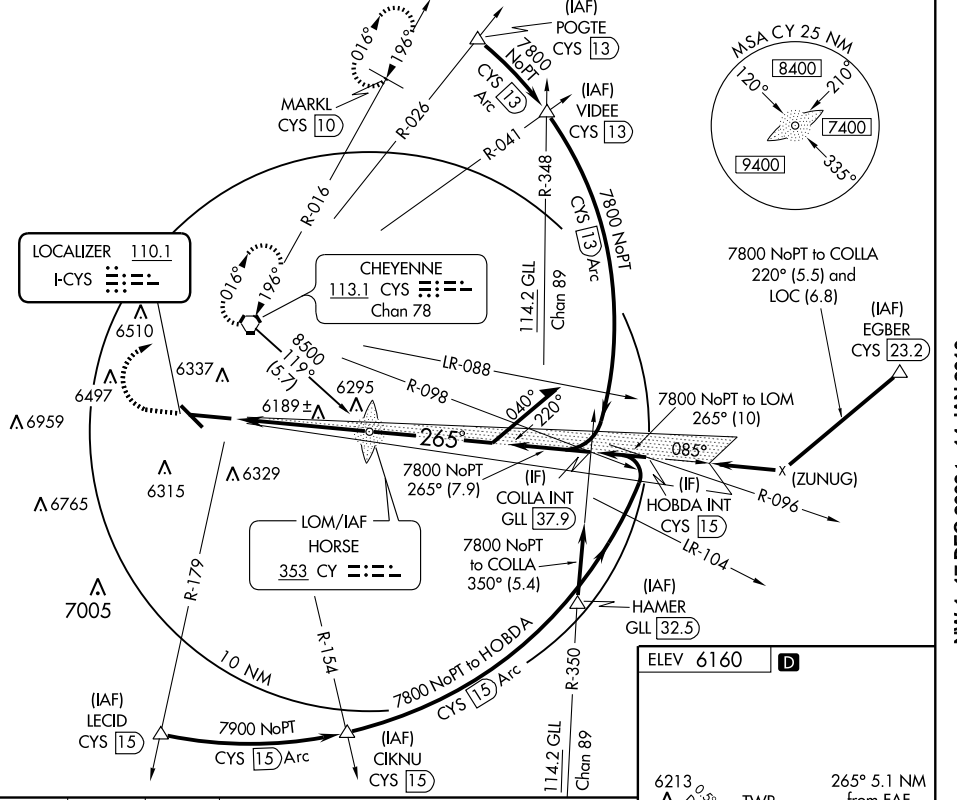 (IAF)
POGTE
CYS 13
016°
196°
MARKL
CYS 10
7800
NoPT
CYS 13
Arc
(IAF)
VIDEE
CYS 13
R-026
R-041
R-016
R-348
MSA CY 25 NM
120°
8400
210°
7400
9400
335°
LOCALIZER 110.1
I-CYS
CHEYENNE
113.1 CYS
Chan 78
016°
196°
7800 NoPT
CYS 13 Arc
114.2 GLL
Chan 89
7800 NoPT to COLLA
220° (5.5) and
LOC (6.8)
(IAF)
EGBER
CYS 23.2
6510
6337
6497
6959
8500
119°
(5.7)
6295
6189±
LR-088
R-098
040°
220°
7800 NoPT to LOM
265° (10)
265°
085°
7800 NoPT
265° (7.9)
(IF)
COLLA INT
GLL 37.9
(IF)
HOBDA INT
CYS 15
(ZUNUG)
R-096
LR-104
6315
6329
6765
LOM/IAF
HORSE
353 CY
7800 NoPT
to COLLA
350° (5.4)
(IAF)
HAMER
GLL 32.5
7005
R-179
R-154
R-350
10 NM
7800 NoPT to HOBDA
CYS 15 Arc
(IAF)
LECID
CYS 15
7900 NoPT
CYS 15 Arc
(IAF)
CIKNU
CYS 15
114.2 GLL
Chan 89
ELEV 6160 D
6213
TWR
265° 5.1 NM
from FAF